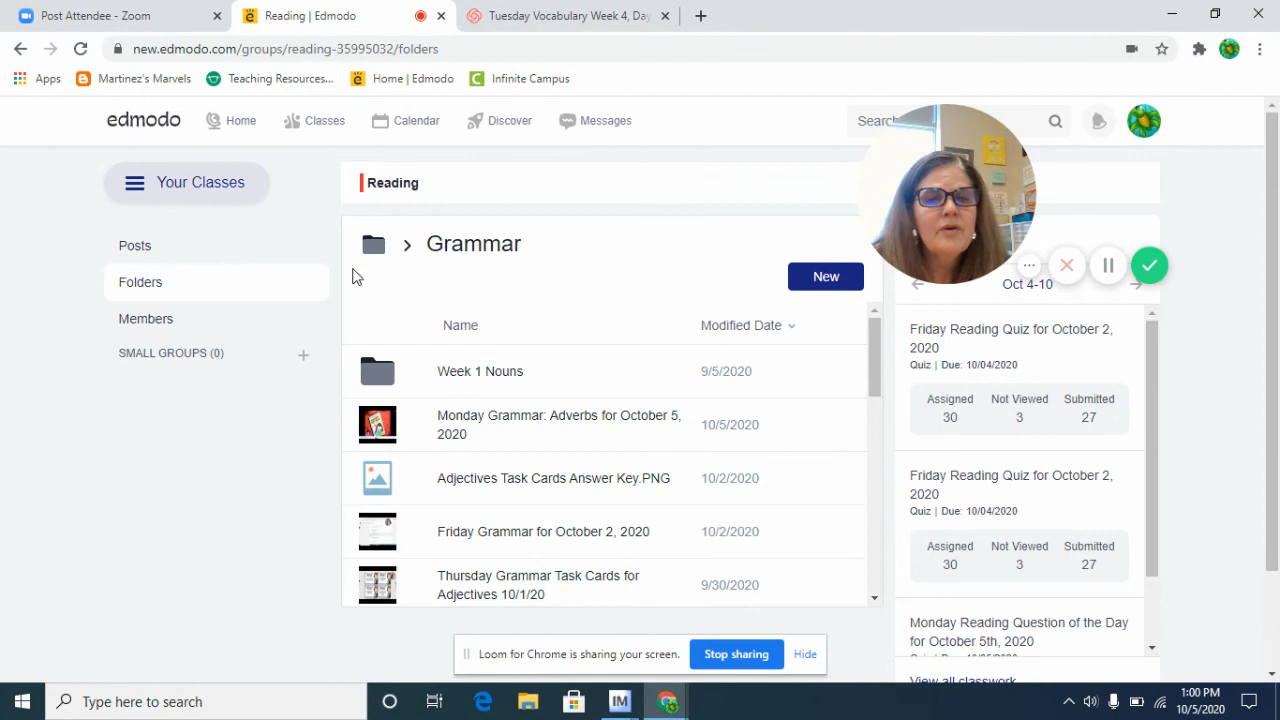 Post Attendee - Zoom
Reading | Edmodo
Tuesday Vocabulary Week 4, Day
new.edmodo.com/groups/reading-35995032/folders
Apps
Martinez's Marvels
Teaching Resources...
Home | Edmodo
Infinite Campus
edmodo
Home
Classes
Calendar
Discover
Messages
Search
Your Classes
Reading
Posts
Folders
Members
SMALL GROUPS (0)
Grammar
New
Name
Modified Date
Week 1 Nouns
9/5/2020
Monday Grammar: Adverbs for October 5,
2020
10/5/2020
Adjectives Task Cards Answer Key.PNG
10/2/2020
Friday Grammar for October 2, 2020
10/2/2020
Thursday Grammar Task Cards for
Adjectives 10/1/20
9/30/2020
Oct 4-10
Friday Reading Quiz for October 2,
2020
Quiz | Due: 10/04/2020
Assigned
Not Viewed
Submitted
30
3
27
Friday Reading Quiz for October 2,
2020
Quiz | Due: 10/04/2020
Assigned
Not Viewed
Submitted
30
3
27
Monday Reading Question of the Day
for October 5th, 2020
View all classwork
Loom for Chrome is sharing your screen.
Stop sharing
Hide
Type here to search
IM
1:00 PM
10/5/2020